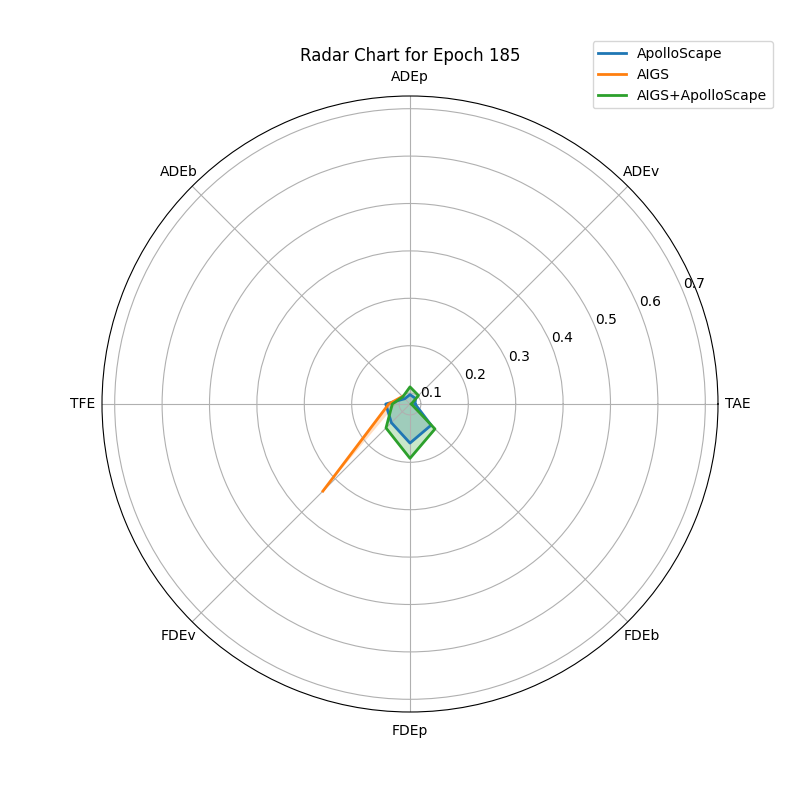 Radar Chart for Epoch 185
ApolloScape
AIGS
AIGS+ApolloScape
ADEp
ADEb
ADEv
0.7
0.6
0.5
0.4
0.3
0.2
0.1
TFE
TAE
FDEv
FDEb
FDEp